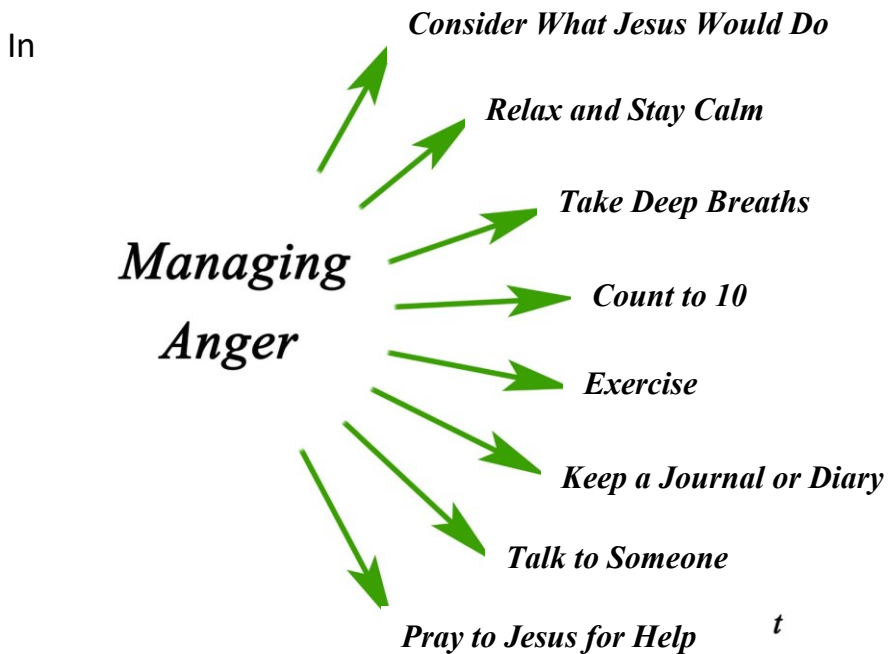 In
Consider What Jesus Would Do
Relax and Stay Calm
Take Deep Breaths
Managing
Anger
Count to 10
Exercise
Keep a Journal or Diary
Talk to Someone
Pray to Jesus for Help
t